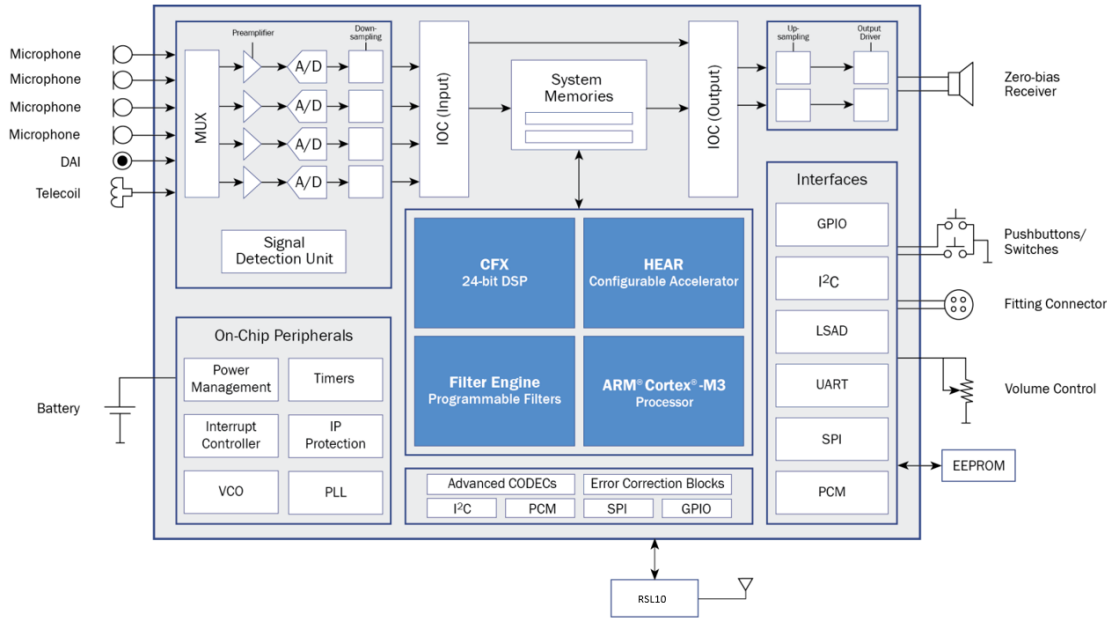 Microphone
Microphone
Microphone
Microphone
DAI
Telecoil
Battery
MUX
Preamplifier
Down-
sampling
A/D
A/D
A/D
A/D
Signal
Detection Unit
IOC (Input)
System
Memories
IOC (Output)
Up-
sampling
Output
Driver
Zero-bias
Receiver
CFX
24-bit DSP
HEAR
Configurable Accelerator
Filter Engine
Programmable Filters
ARM® Cortex®-M3
Processor
On-Chip Peripherals
Power
Management
Timers
Interrupt
Controller
IP
Protection
VCO
PLL
Advanced CODECs
Error Correction Blocks
I²C
PCM
SPI
GPIO
Interfaces
GPIO
I²C
LSAD
UART
SPI
PCM
Pushbuttons/
Switches
Fitting Connector
Volume Control
EEPROM
RSL10